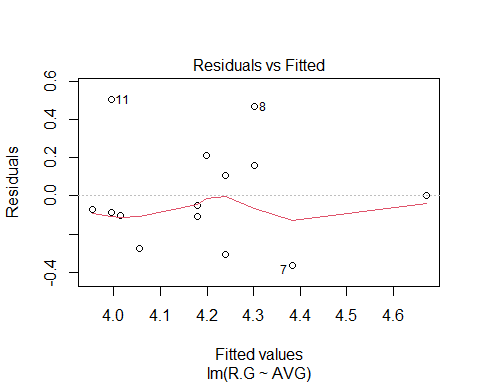 Residuals vs Fitted
0.6
0.4
0.2
0.0
-0.4
Residuals
11
8
7
4.0 4.1 4.2 4.3 4.4 4.5 4.6
Fitted values
lm(R.G ~ AVG)